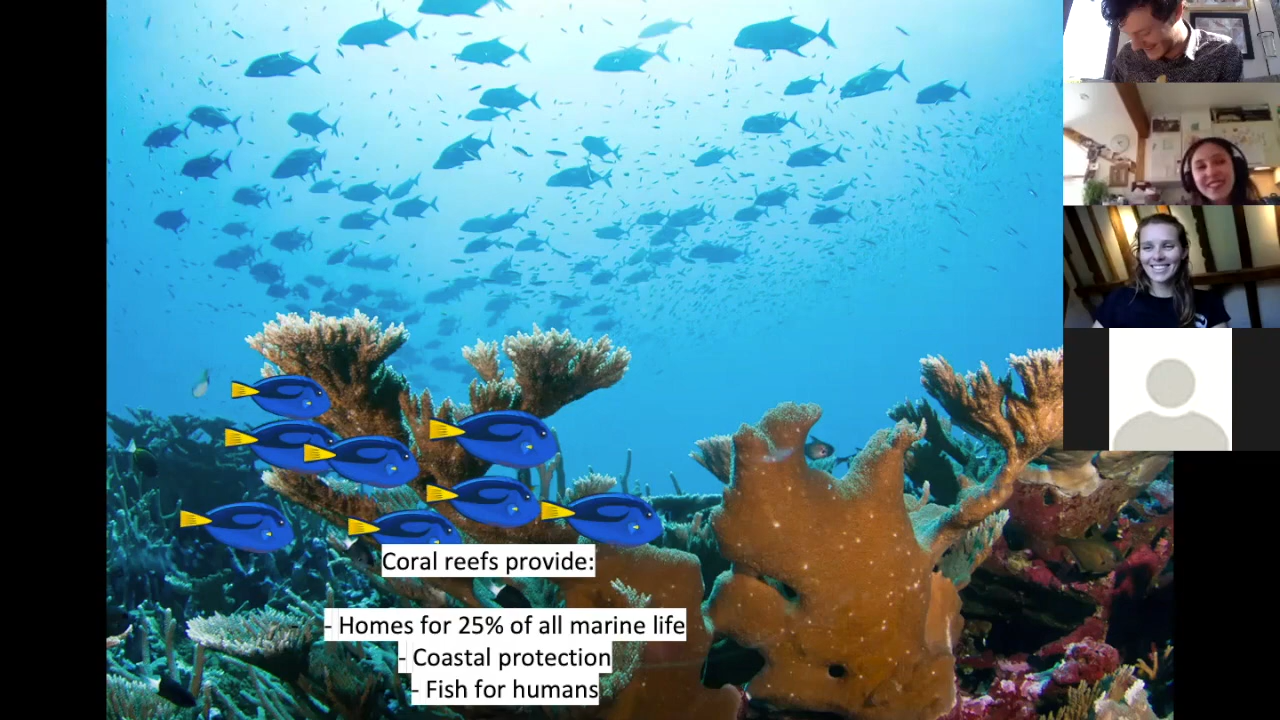 Coral reefs provide:
- Homes for 25% of all marine life
- Coastal protection
- Fish for humans